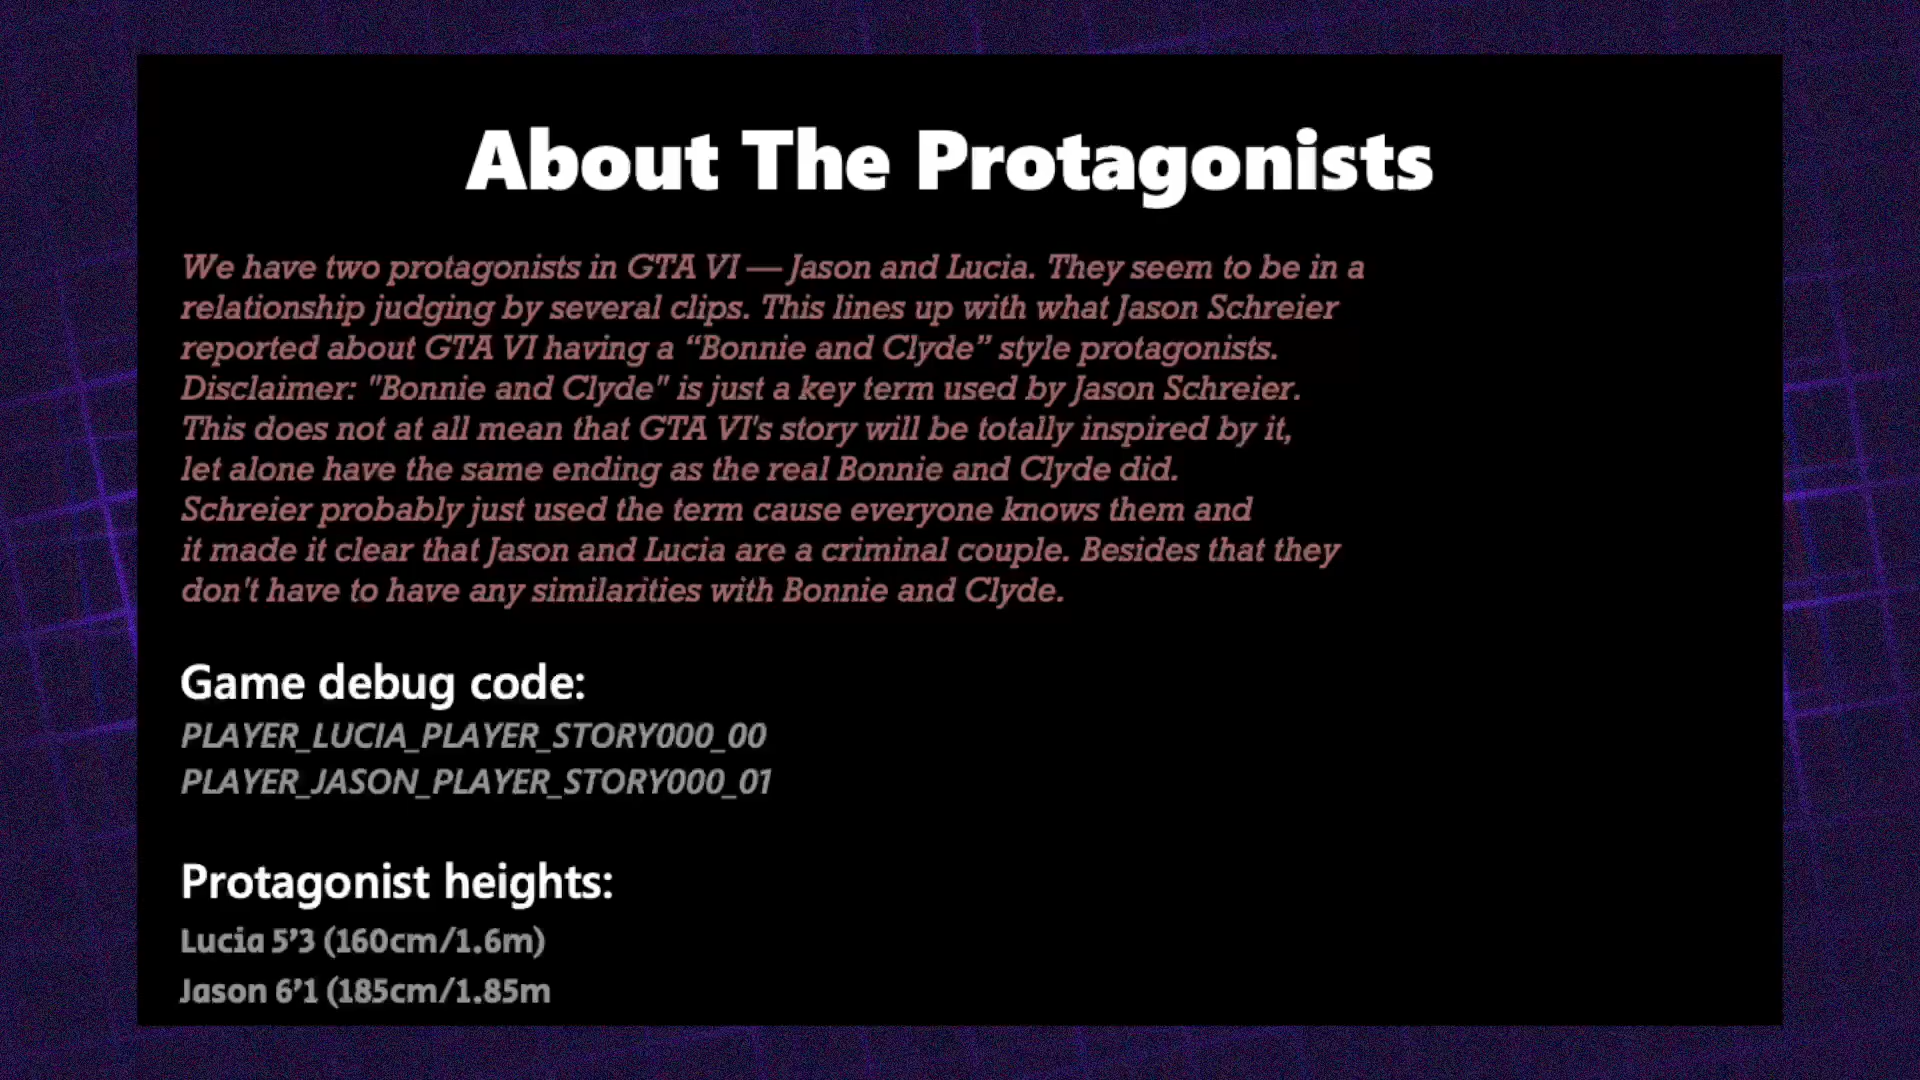 About The Protagonists
We have two protagonists in GTA VI — Jason and Lucia. They seem to be in a
relationship judging by several clips. This lines up with what Jason Schreier
reported about GTA VI having a “Bonnie and Clyde” style protagonists.
Disclaimer: "Bonnie and Clyde" is just a key term used by Jason Schreier.
This does not at all mean that GTA VI's story will be totally inspired by it,
let alone have the same ending as the real Bonnie and Clyde did.
Schreier probably just used the term cause everyone knows them and
it made it clear that Jason and Lucia are a criminal couple. Besides that they
don't have to have any similarities with Bonnie and Clyde.
Game debug code:
PLAYER_LUCIA_PLAYER_STORY000_00
PLAYER_JASON_PLAYER_STORY000_01
Protagonist heights:
Lucia 5’3 (160cm/1.6m)
Jason 6’1 (185cm/1.85m